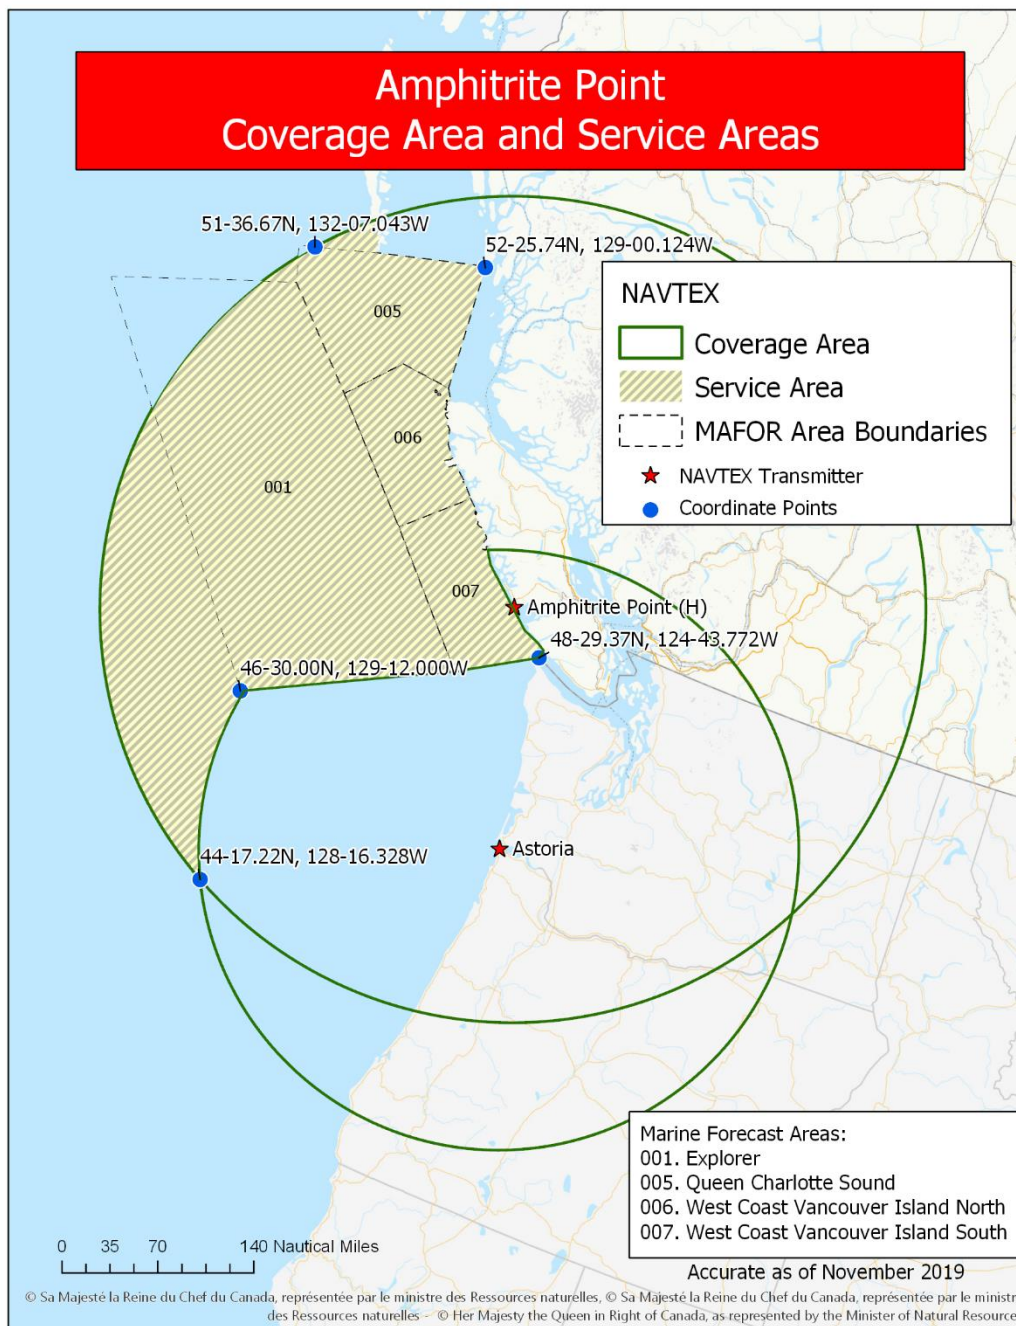 Amphitrite Point
Coverage Area and Service Areas
51-36.67N, 132-07.043W
52-25.74N, 129-00.124W
NAVTEX
Coverage Area
Service Area
MAFOR Area Boundaries
NAVTEX Transmitter
Coordinate Points
005
006
001
007
Amphitrite Point (H)
48-29.37N, 124-43.772W
46-30.00N, 129-12.000W
Astoria
44-17.22N, 128-16.328W
Marine Forecast Areas:
001. Explorer
005. Queen Charlotte Sound
006. West Coast Vancouver Island North
007. West Coast Vancouver Island South
0 35 70 140 Nautical Miles
Accurate as of November 2019
© Sa Majesté la Reine du Chef du Canada, représentée par le ministre des Ressources naturelles, © Sa Majesté la Reine du Chef du Canada, représentée par le ministr
des Ressources naturelles - © Her Majesty the Queen in Right of Canada, as represented by the Minister of Natural Resource